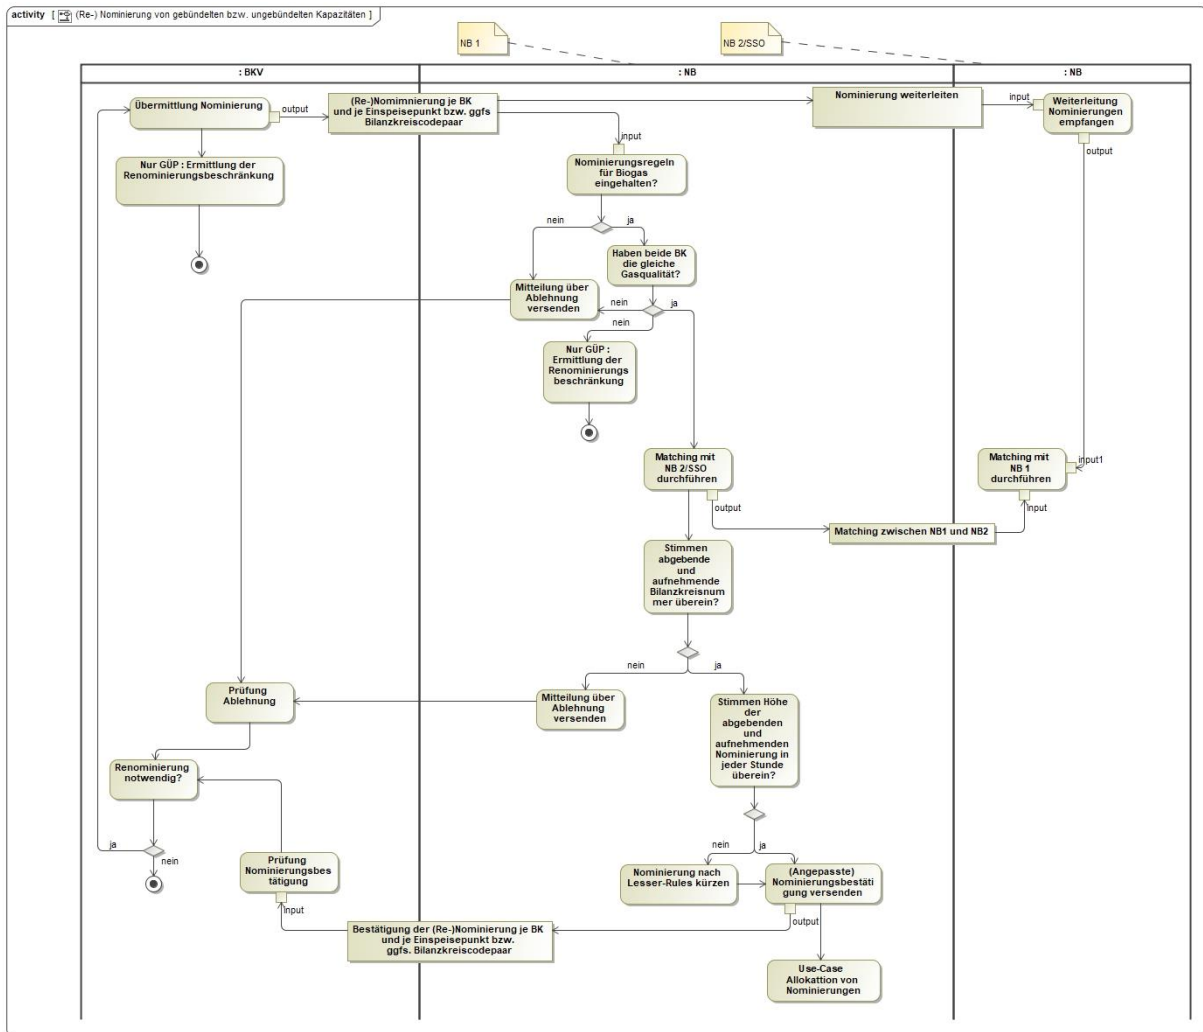 activity [ (Re-) Nominierung von gebündelten bzw. ungebündelten Kapazitäten ]
NB 1
NB 2/SSO
: BKV
: NB
: NB
Übermittlung Nominierung
output
(Re-)Nomimnierung je BK
und je Einspeisepunkt bzw. ggfs
Bilanzkreiscodepaar
Nominierung weiterleiten
input
Weiterleitung
Nominierungen
empfangen
output
input
Nur GÜP : Ermittlung der
Renominierungsbeschränkung
Nominierungsregeln
für Biogas
eingehalten?
nein
ja
Haben beide BK
die gleiche
Gasqualität?
Mitteilung über
Ablehnung
versenden
nein
ja
nein
Nur GÜP :
Ermittlung der
Renominierungs
beschränkung
Matching mit
NB 2/SSO
durchführen
output
Matching mit
NB 1
durchführen
input1
input
Matching zwischen NB1 und NB2
Stimmen
abgebende
und
aufnehmende
Bilanzkreisnum
mer überein?
nein
ja
Prüfung
Ablehnung
Mitteilung über
Ablehnung
versenden
Stimmen Höhe
der
abgebenden
und
aufnehmenden
Nominierung in
jeder Stunde
überein?
Renominierung
notwendig?
ja
nein
nein
ja
Prüfung
Nominierungsbes
tätigung
input
Nominierung nach
Lesser-Rules kürzen
(Angepasste)
Nominierungsbestäti
gung versenden
output
Bestätigung der (Re-)Nominierung je BK
und je Einspeisepunkt bzw.
ggfs. Bilanzkreiscodepaar
Use-Case
Allokattion von
Nominierungen